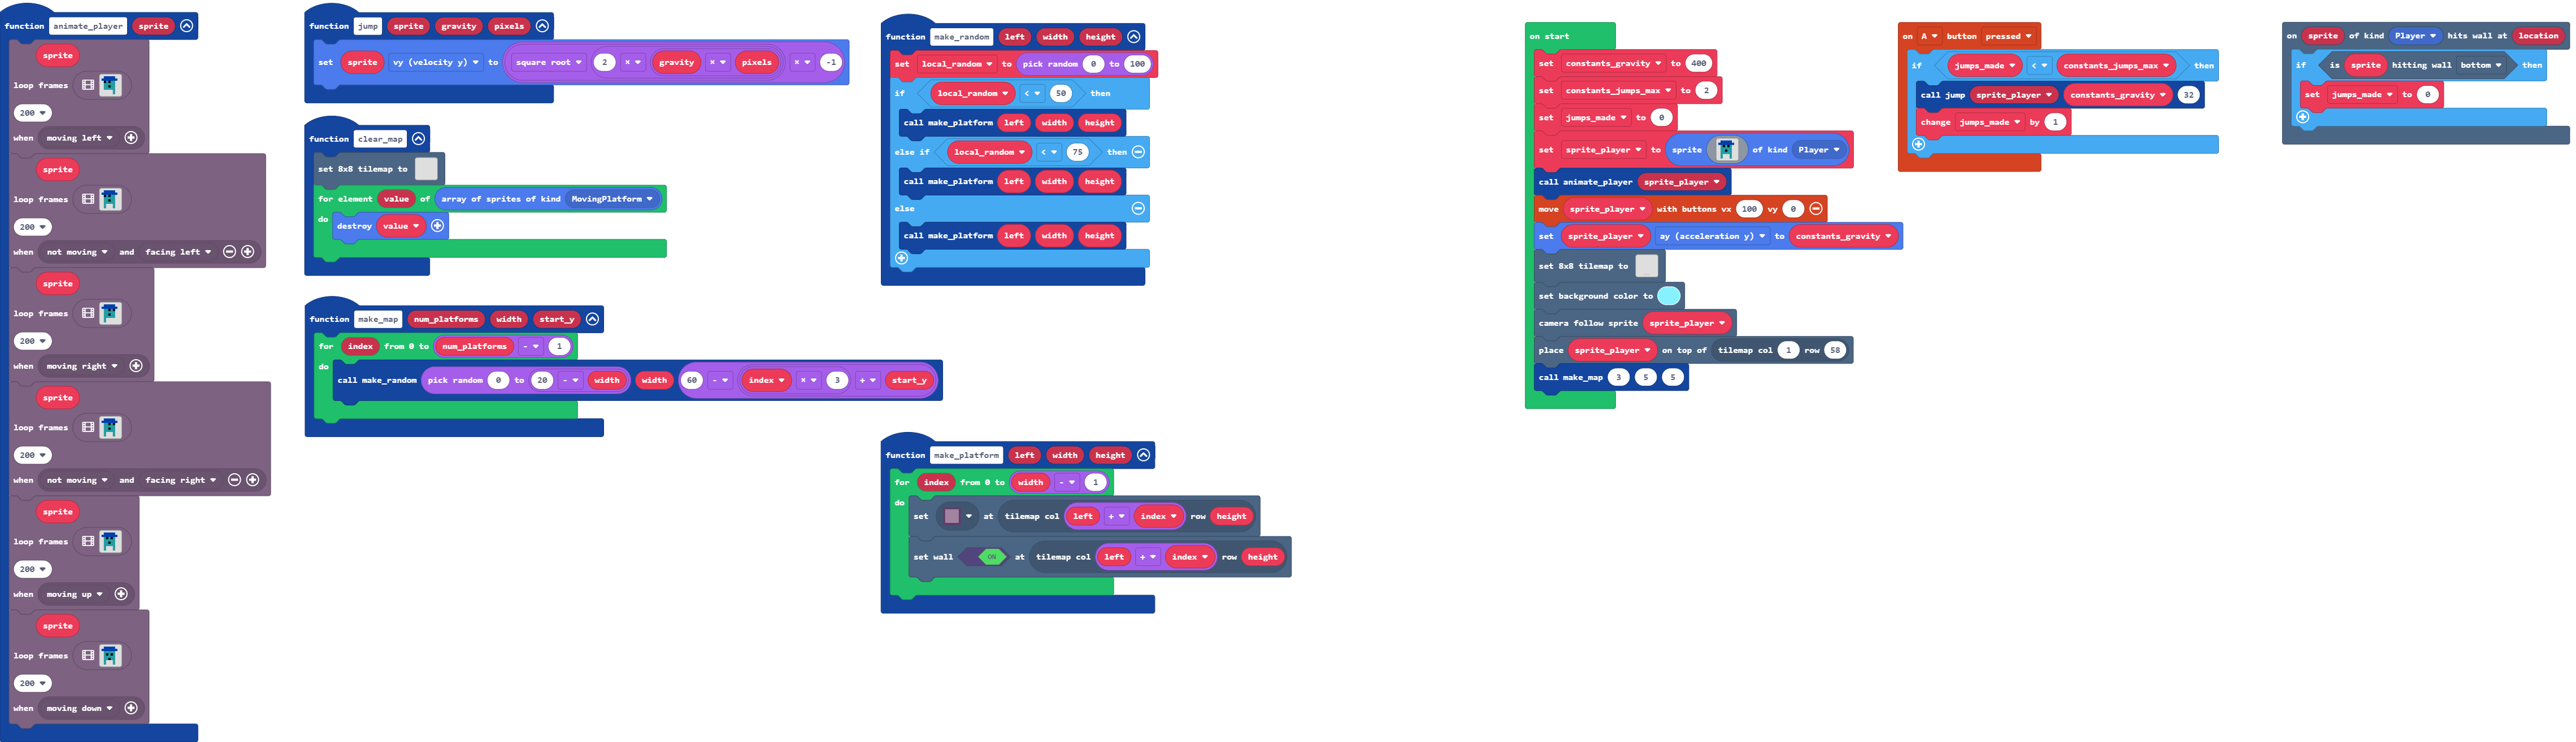 function animate_player sprite
sprite
loop frames
200
when moving left
sprite
loop frames
200
when not moving and facing left
sprite
loop frames
200
when moving right
sprite
loop frames
200
when not moving and facing right
sprite
loop frames
200
when moving up
sprite
loop frames
200
when moving down
function jump sprite gravity pixels
set sprite vy (velocity y) to square root 2 × gravity × pixels × -1
function clear_map
set 8x8 tilemap to
for element value of array of sprites of kind MovingPlatform
do
destroy value
function make_map num_platforms width start_y
for index from 0 to num_platforms - 1
do
call make_random pick random 0 to 20 - width width 60 - index × 3 + start_y
function make_random left width height
set local_random to pick random 0 to 100
if local_random < 50 then
call make_platform left width height
else if local_random < 75 then
call make_platform left width height
else
call make_platform left width height
function make_platform left width height
for index from 0 to width - 1
do
set at tilemap col left + index row height
set wall ON at tilemap col left + index row height
on start
set constants_gravity to 400
set constants_jumps_max to 2
set jumps_made to 0
set sprite_player to sprite of kind Player
call animate_player sprite_player
move sprite_player with buttons vx 100 vy 0
set sprite_player ay (acceleration y) to constants_gravity
set 8x8 tilemap to
set background color to
camera follow sprite sprite_player
place sprite_player on top of tilemap col 1 row 58
call make_map 3 5 5
on A button pressed
if jumps_made < constants_jumps_max then
call jump sprite_player constants_gravity 32
change jumps_made by 1
on sprite of kind Player hits wall at location
if is sprite hitting wall bottom then
set jumps_made to 0